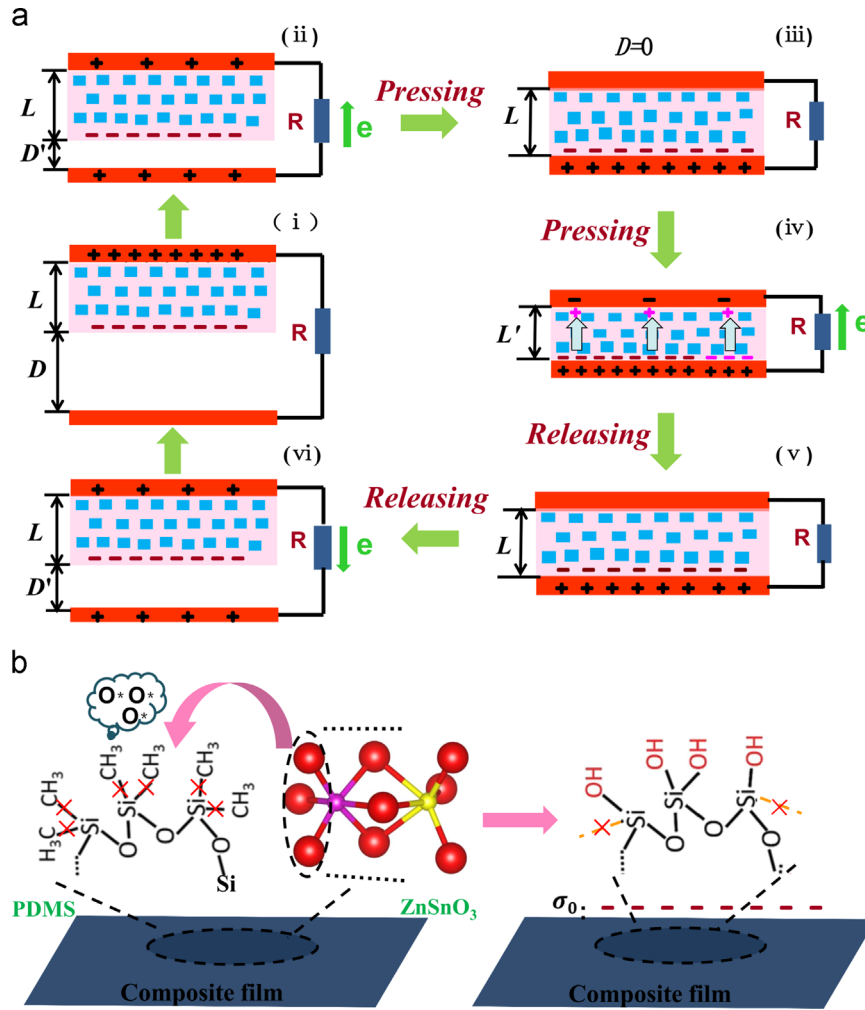 a
(ii)
+ + + +
L
D'
R
e
+ + + +
Pressing
D=0
(iii)
L
R
+ + + + + + + + +
(i)
+ + + + + + + + +
L
D
R
Pressing
(iv)
+ + +
L'
R
e
+ + + + + + + + + + +
Releasing
(vi)
+ + + +
L
D'
R
e
+ + + +
Releasing
(v)
L
R
+ + + + + + + + +
b
O* O*
O*
CH3 CH3 CH3 CH3
H3C CH3
Si Si Si
O O O
Si
PDMS
ZnSnO3
Composite film
OH OH OH OH
Si Si Si
O O O
σ0
Composite film